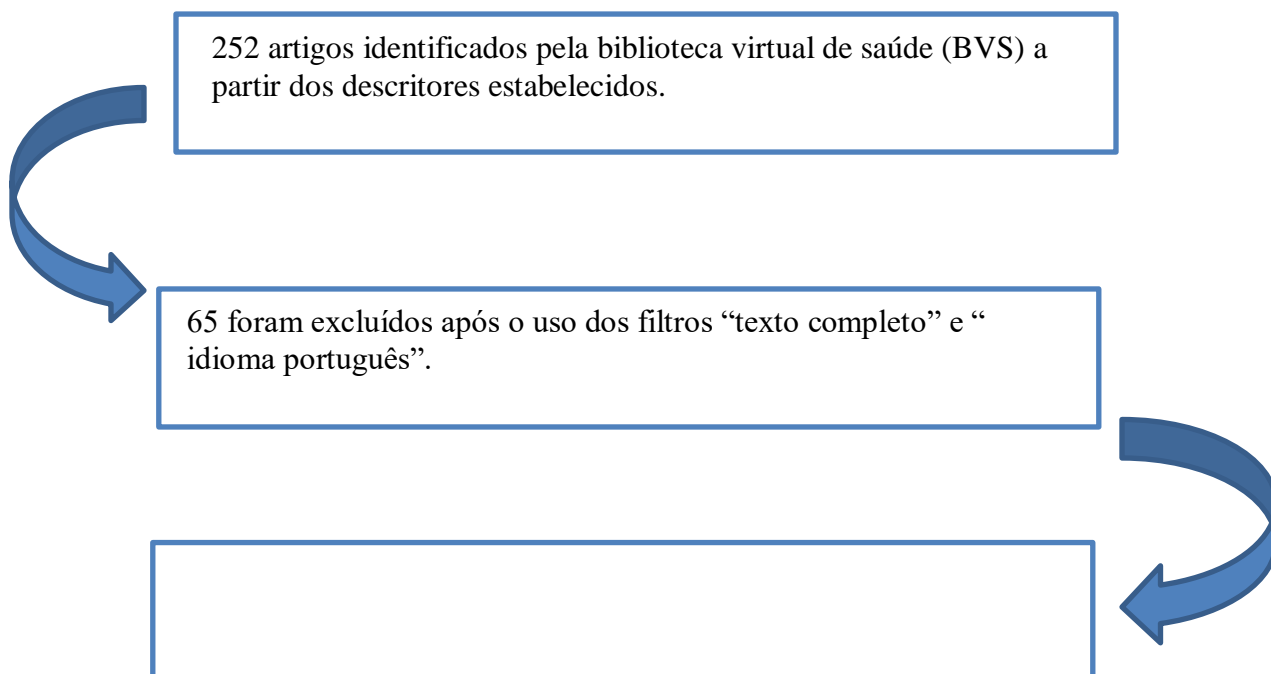 252 artigos identificados pela biblioteca virtual de saúde (BVS) a
partir dos descritores estabelecidos.
65 foram excluídos após o uso dos filtros “texto completo” e “
idioma português”.